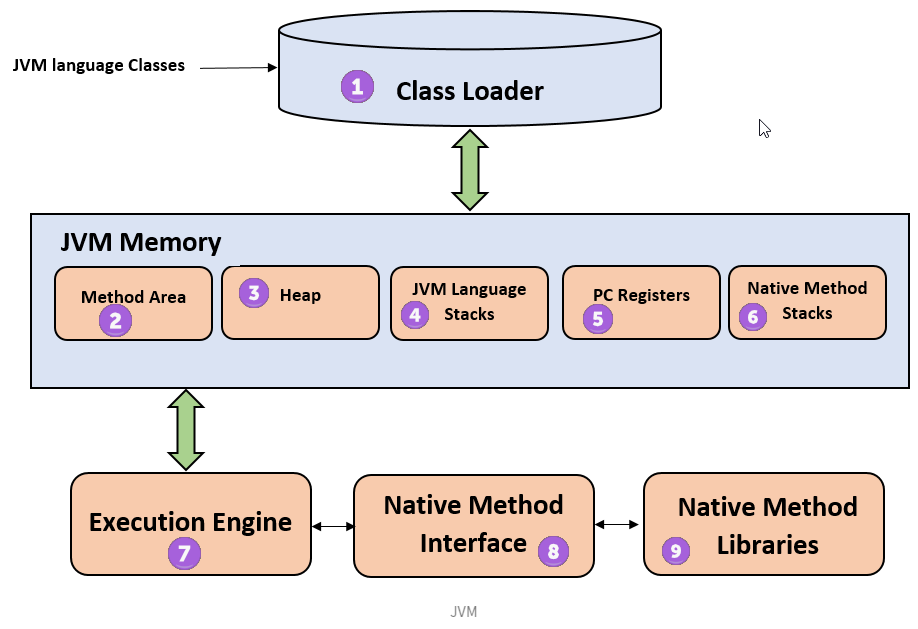 JVM language Classes
1 Class Loader
JVM Memory
Method Area
2
3 Heap
JVM Language
4 Stacks
PC Registers
5
Native Method
6 Stacks
Execution Engine
7
Native Method
Interface 8
Native Method
9 Libraries
JVM